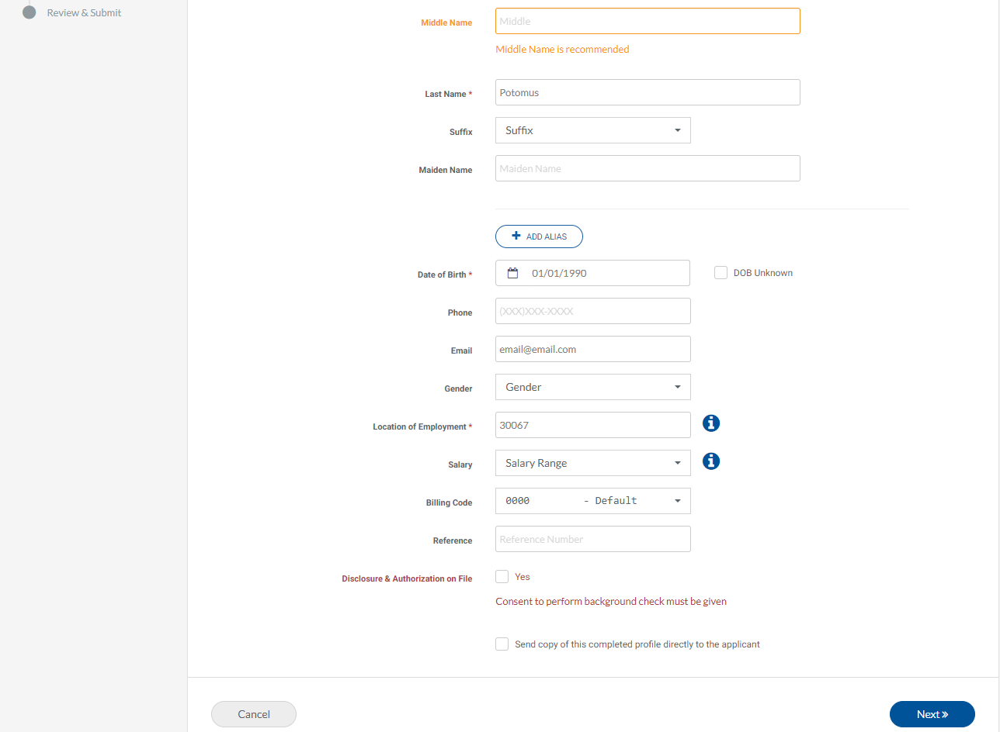 Review & Submit
Middle Name Middle
Middle Name is recommended
Last Name * Potomus
Suffix Suffix
Maiden Name Maiden Name
ADD ALIAS
Date of Birth * 01/01/1990 DOB Unknown
Phone (XXX)XXX-XXXX
Email email@email.com
Gender Gender
Location of Employment * 30067
Salary Salary Range
Billing Code 0000 - Default
Reference Reference Number
Disclosure & Authorization on File Yes
Consent to perform background check must be given
Send copy of this completed profile directly to the applicant
Cancel Next »